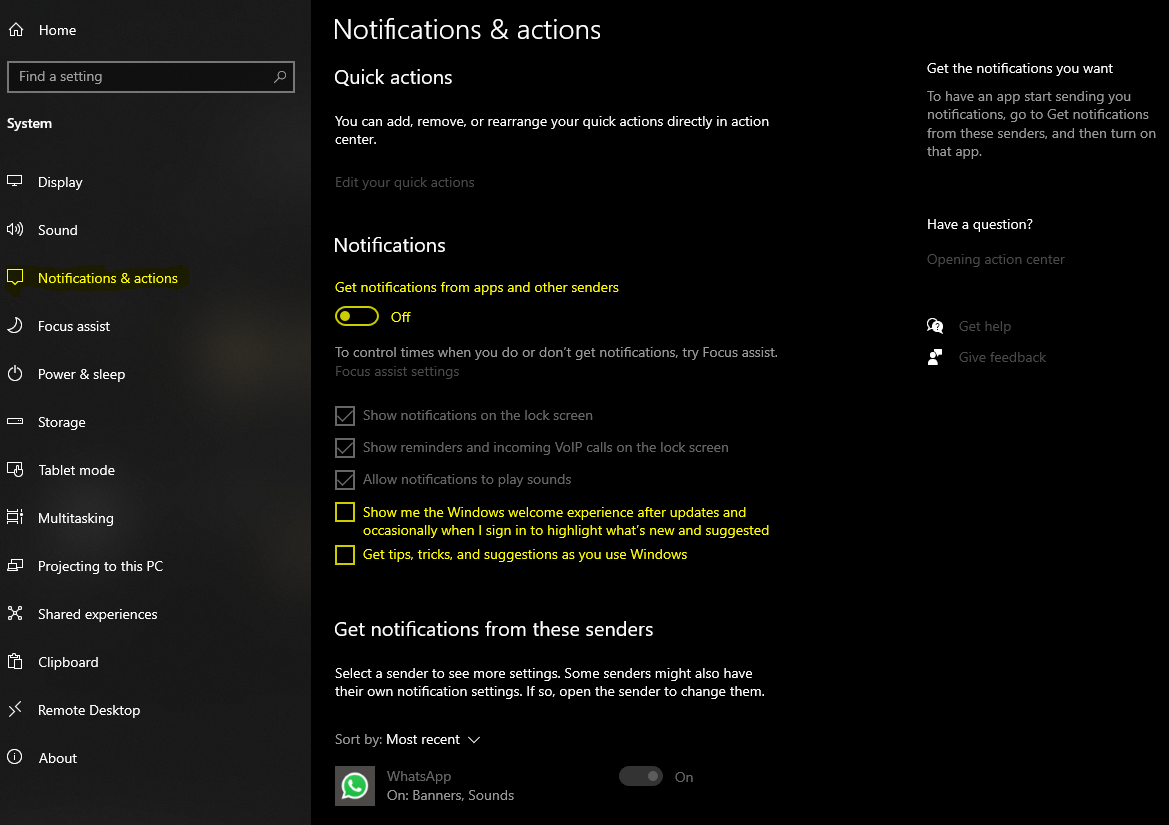 Home
Find a setting
System
Display
Sound
Notifications & actions
Focus assist
Power & sleep
Storage
Tablet mode
Multitasking
Projecting to this PC
Shared experiences
Clipboard
Remote Desktop
About
Notifications & actions
Quick actions
You can add, remove, or rearrange your quick actions directly in action
center.
Edit your quick actions
Notifications
Get notifications from apps and other senders
Off
To control times when you do or don't get notifications, try Focus assist.
Focus assist settings
Show notifications on the lock screen
Show reminders and incoming VoIP calls on the lock screen
Allow notifications to play sounds
Show me the Windows welcome experience after updates and
occasionally when I sign in to highlight what's new and suggested
Get tips, tricks, and suggestions as you use Windows
Get notifications from these senders
Select a sender to see more settings. Some senders might also have
their own notification settings. If so, open the sender to change them.
Sort by: Most recent
WhatsApp
On: Banners, Sounds
On
Get the notifications you want
To have an app start sending you
notifications, go to Get notifications
from these senders, and then turn on
that app.
Have a question?
Opening action center
Get help
Give feedback